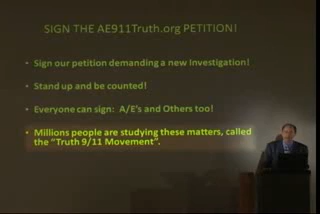 SIGN THE AE911Truth.org PETITION!
• Sign our petition demanding a new Investigation!
• Stand up and be counted!
• Everyone can sign: A/E's and Others too!
• Millions people are studying these matters, called
the "Truth 9/11 Movement".